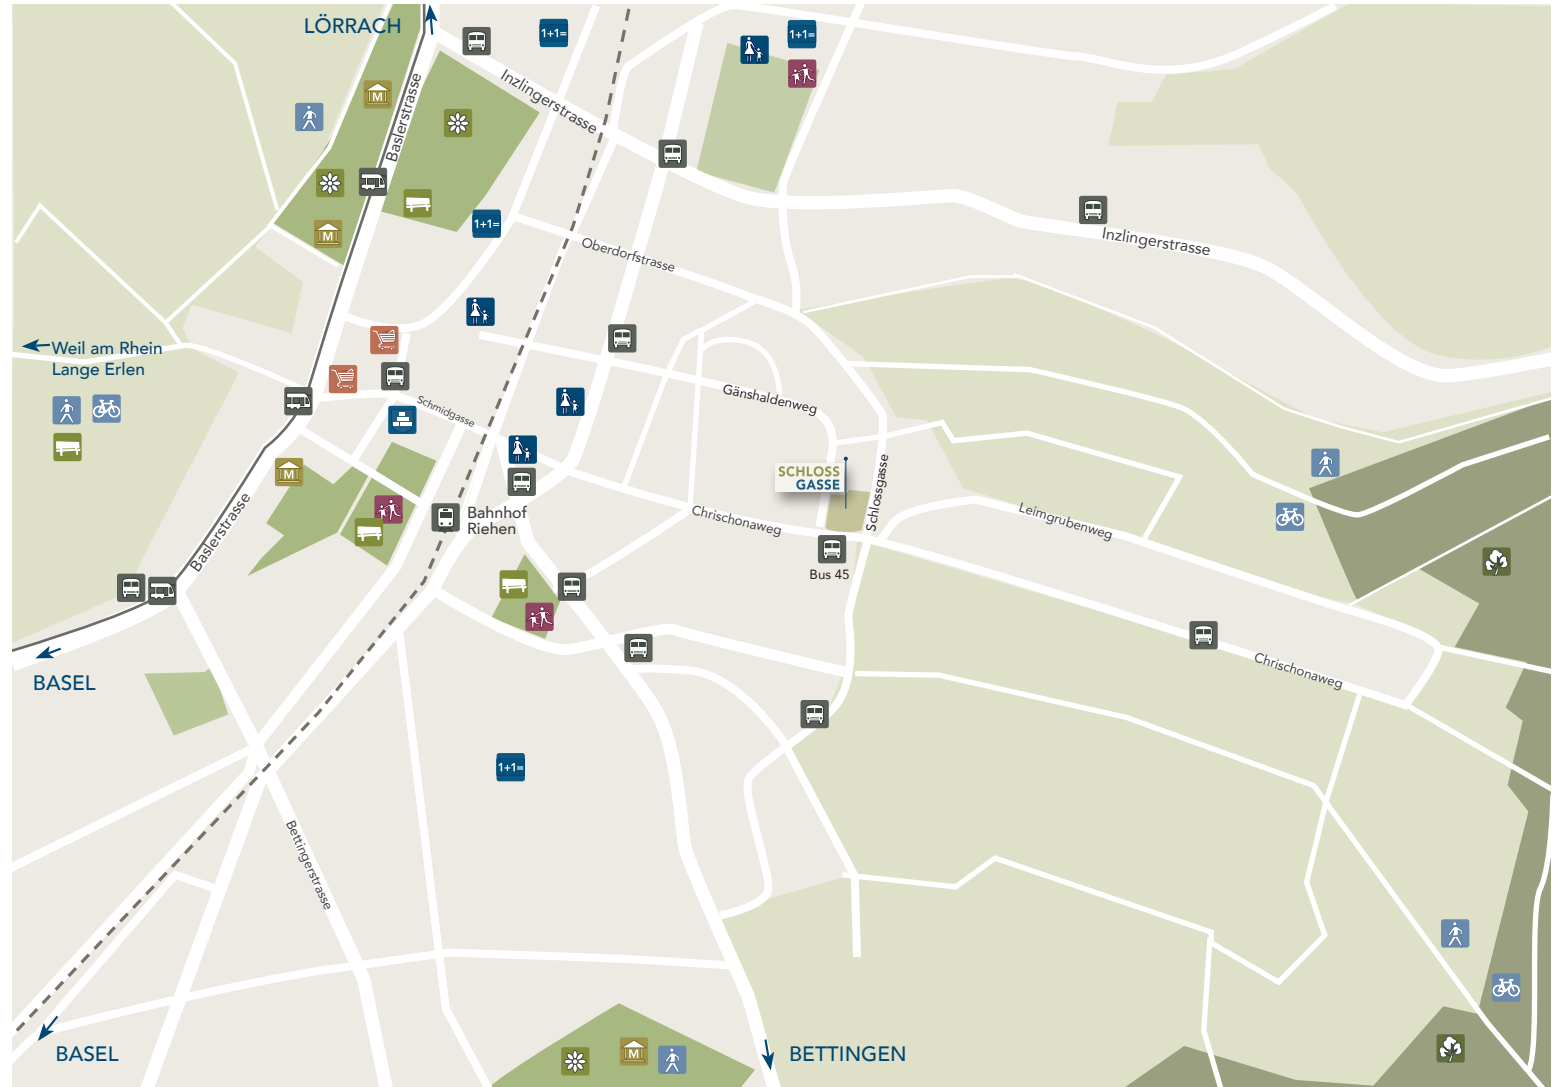 LÖRRACH
1+1=
1+1=
Baslerstrasse
Inzlingerstrasse
M
M
1+1=
Oberdorfstrasse
Inzlingerstrasse
Weil am Rhein
Lange Erlen
Schmidgasse
Gänshaldenweg
M
SCHLOSS
GASSE
Schlossgasse
Baslerstrasse
Bahnhof
Riehen
Chrischonaweg
Leimgrubenweg
Bus 45
Chrischonaweg
BASEL
1+1=
Bettingerstrasse
BASEL
M
BETTINGEN